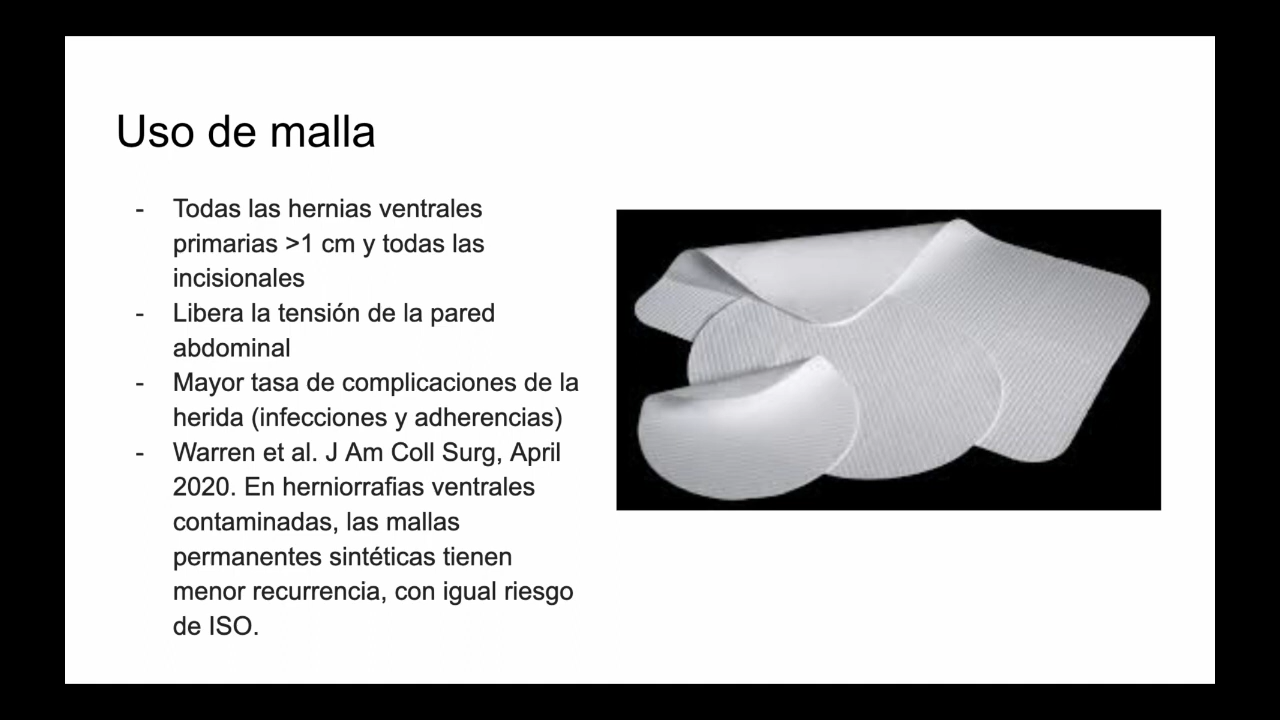 Uso de malla
- Todas las hernias ventrales
primarias >1 cm y todas las
incisionales
- Libera la tensión de la pared
abdominal
- Mayor tasa de complicaciones de la
herida (infecciones y adherencias)
- Warren et al. J Am Coll Surg, April
2020. En herniorrafias ventrales
contaminadas, las mallas
permanentes sintéticas tienen
menor recurrencia, con igual riesgo
de ISO.